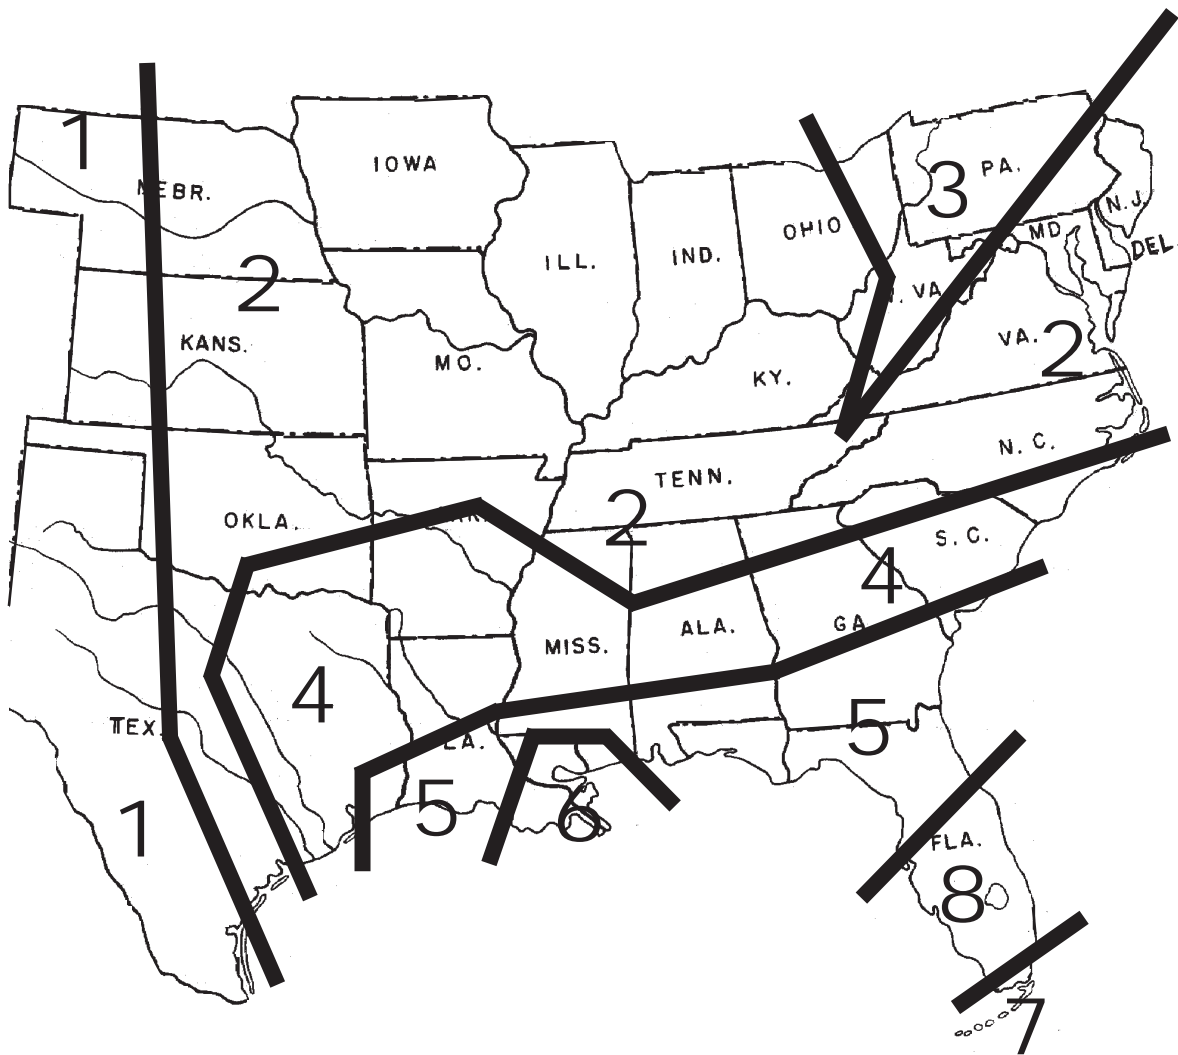 1
NEBR.
IOWA
ILL.
IND.
OHIO
3
PA.
N.J.
MD.
DEL.
2
KANS.
MO.
KY.
VA.
VA.
2
OKLA.
TENN.
2
N. C.
S. C.
4
TEX.
4
MISS.
ALA.
GA.
LA.
5
5
1
6
FLA.
8
7